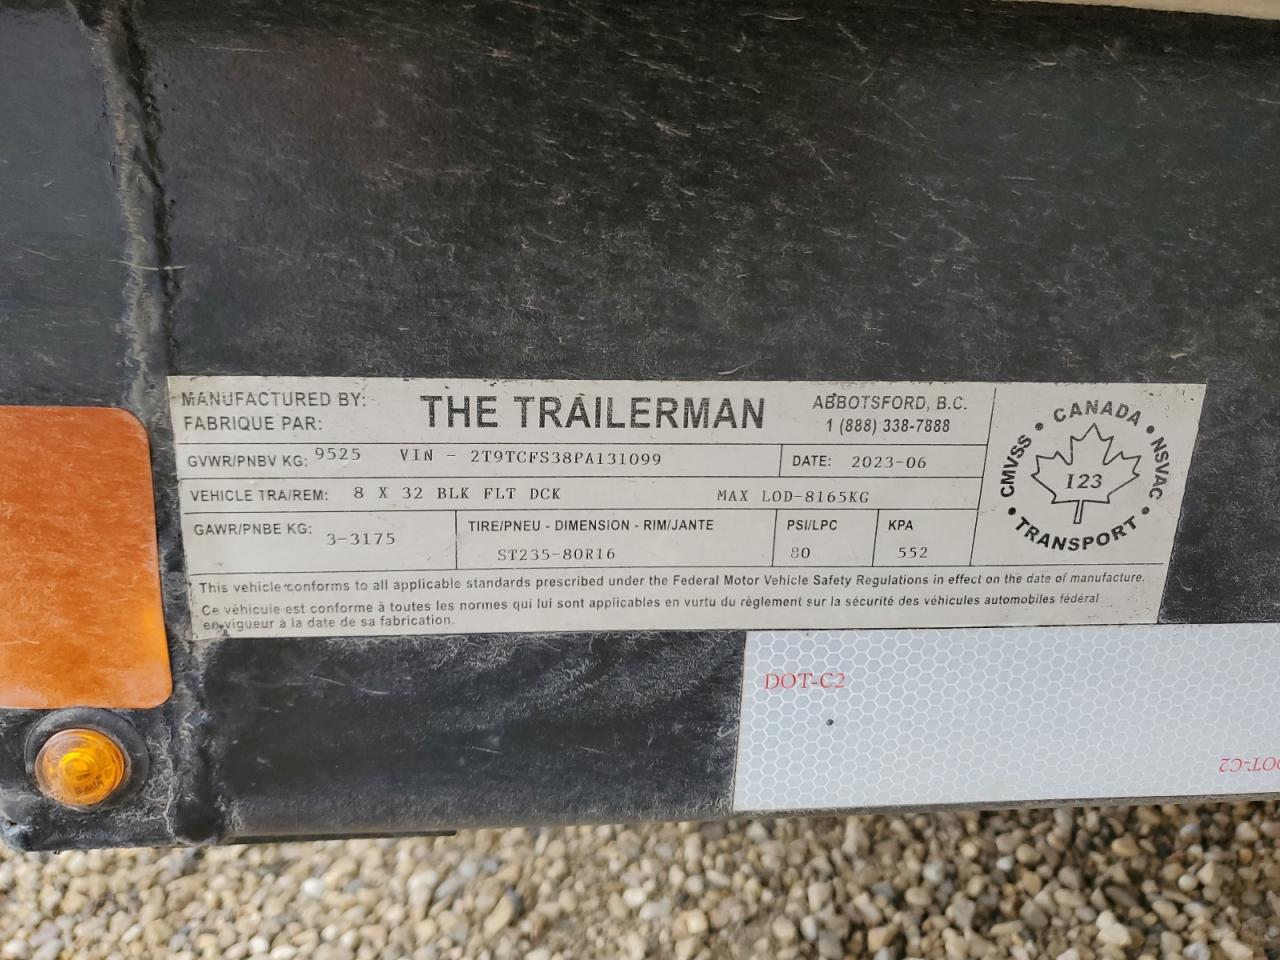 MANUFACTURED BY: THE TRAILERMAN ABBOTSFORD, B.C.
FABRIQUE PAR: 1 (888) 338-7888
GVWR/PNBV KG: 9525 VIN - 2T9TCFS38PA131099 DATE: 2023-06
VEHICLE TRA/REM: 8 X 32 BLK FLT DCK MAX LOD-8165KG
GAWR/PNBE KG: 3-3175 TIRE/PNEU - DIMENSION - RIM/JANTE ST235-80R16 PSI/LPC 80 KPA 552
CANADA
CMVSS
NSVAC
123
TRANSPORT
This vehicle conforms to all applicable standards prescribed under the Federal Motor Vehicle Safety Regulations in effect on the date of manufacture.
Ce véhicule est conforme à toutes les normes qui lui sont applicables en vurtu du règlement sur la sécurité des véhicules automobiles fédéral
en vigueur à la date de sa fabrication.
DOT-C2
DOT-C2